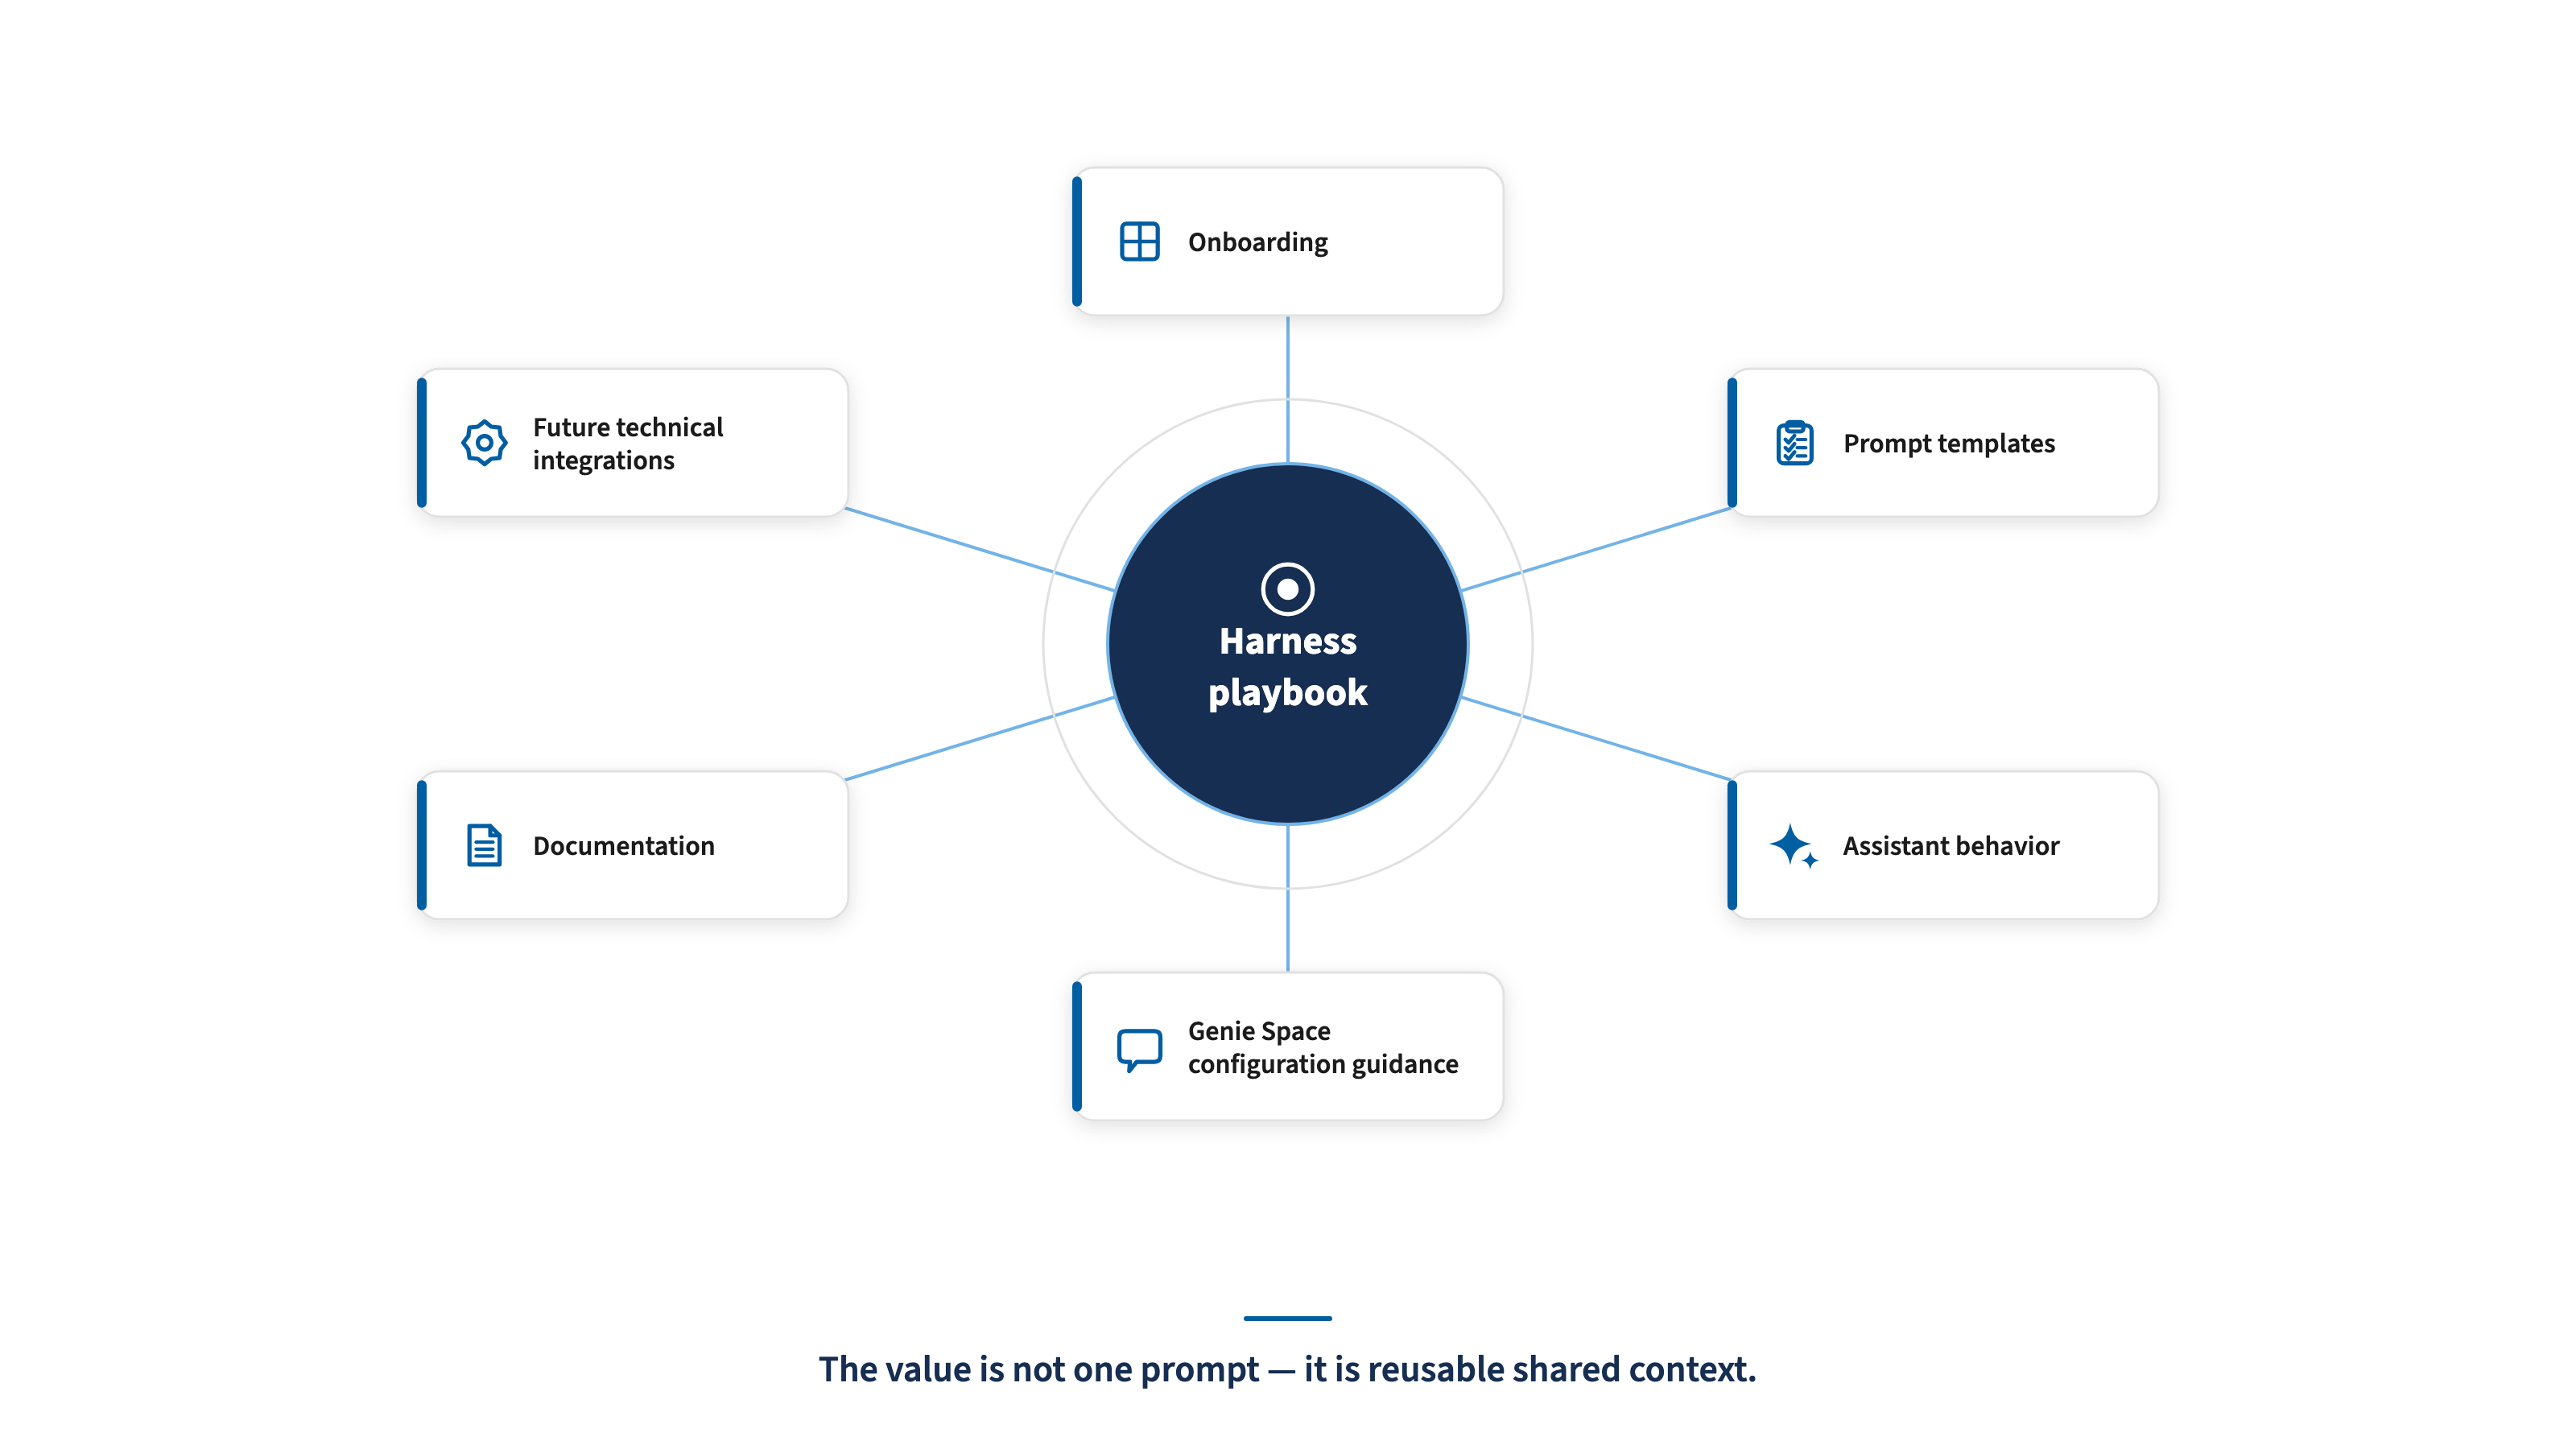 Onboarding
Future technical
integrations
Prompt templates
Harness
playbook
Documentation
Assistant behavior
Genie Space
configuration guidance
The value is not one prompt — it is reusable shared context.